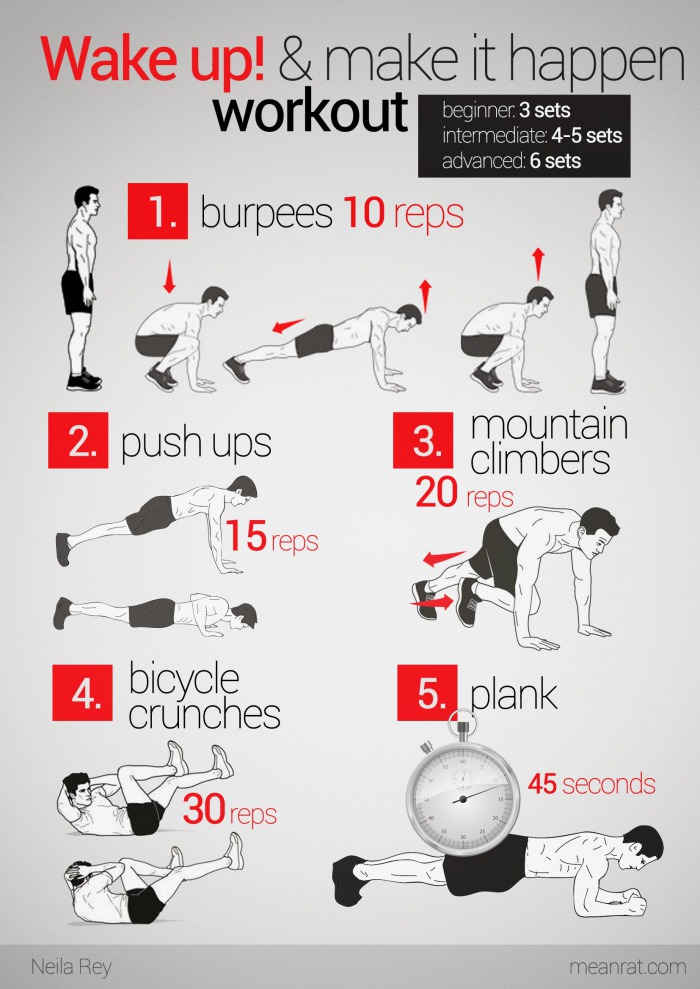 Wake up! & make it happen
workout
beginner: 3 sets
intermediate: 4-5 sets
advanced: 6 sets
1. burpees 10 reps
2. push ups
15 reps
3. mountain
climbers
20 reps
4. bicycle
crunches
30 reps
5. plank
45 seconds
Neila Rey
meanrat.com